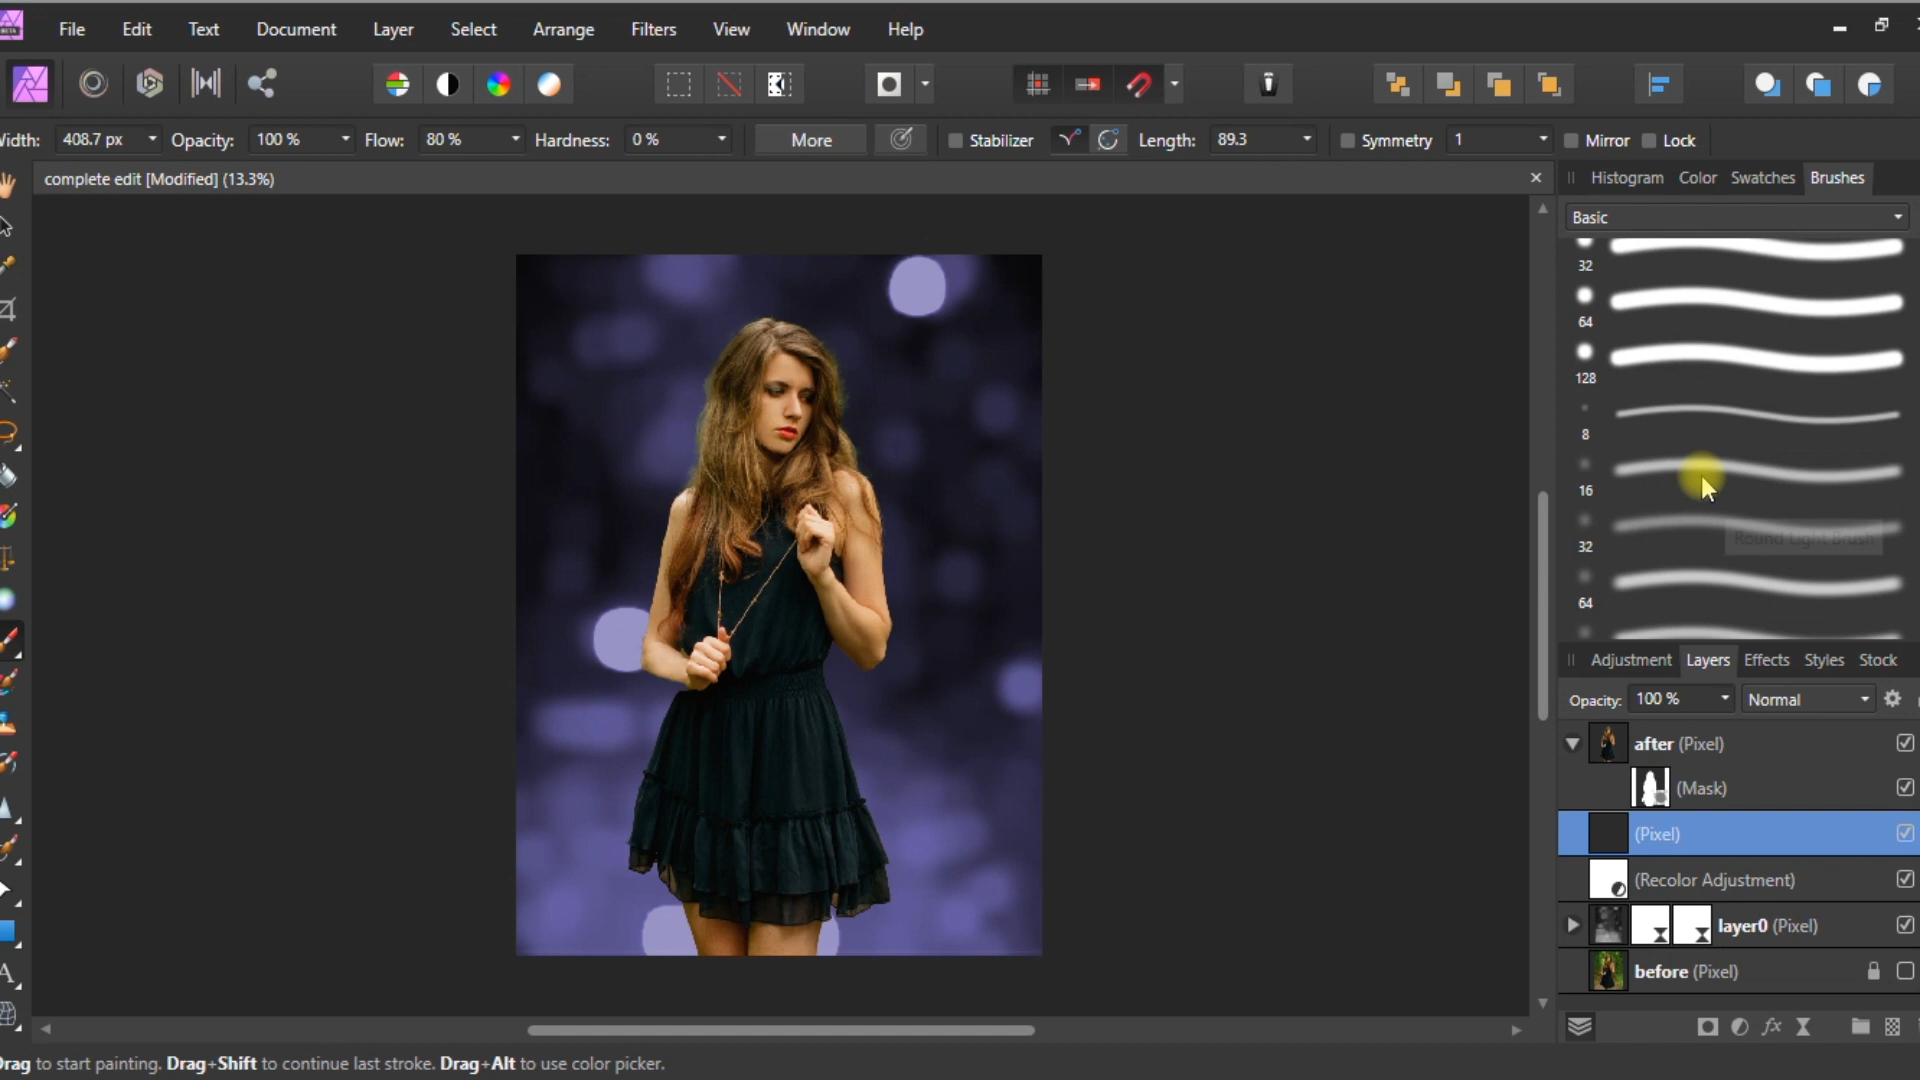 File Edit Text Document Layer Select Arrange Filters View Window Help
Width: 408.7 px Opacity: 100 % Flow: 80 % Hardness: 0 % More Stabilizer Length: 89.3 Symmetry 1 Mirror Lock
complete edit [Modified] (13.3%)
Histogram Color Swatches Brushes
Basic
32
64
128
8
16
32
Round Light Brush
64
Adjustment Layers Effects Styles Stock
Opacity: 100 % Normal
after (Pixel)
(Mask)
(Pixel)
(Recolor Adjustment)
layer0 (Pixel)
before (Pixel)
Drag to start painting. Drag+Shift to continue last stroke. Drag+Alt to use color picker.